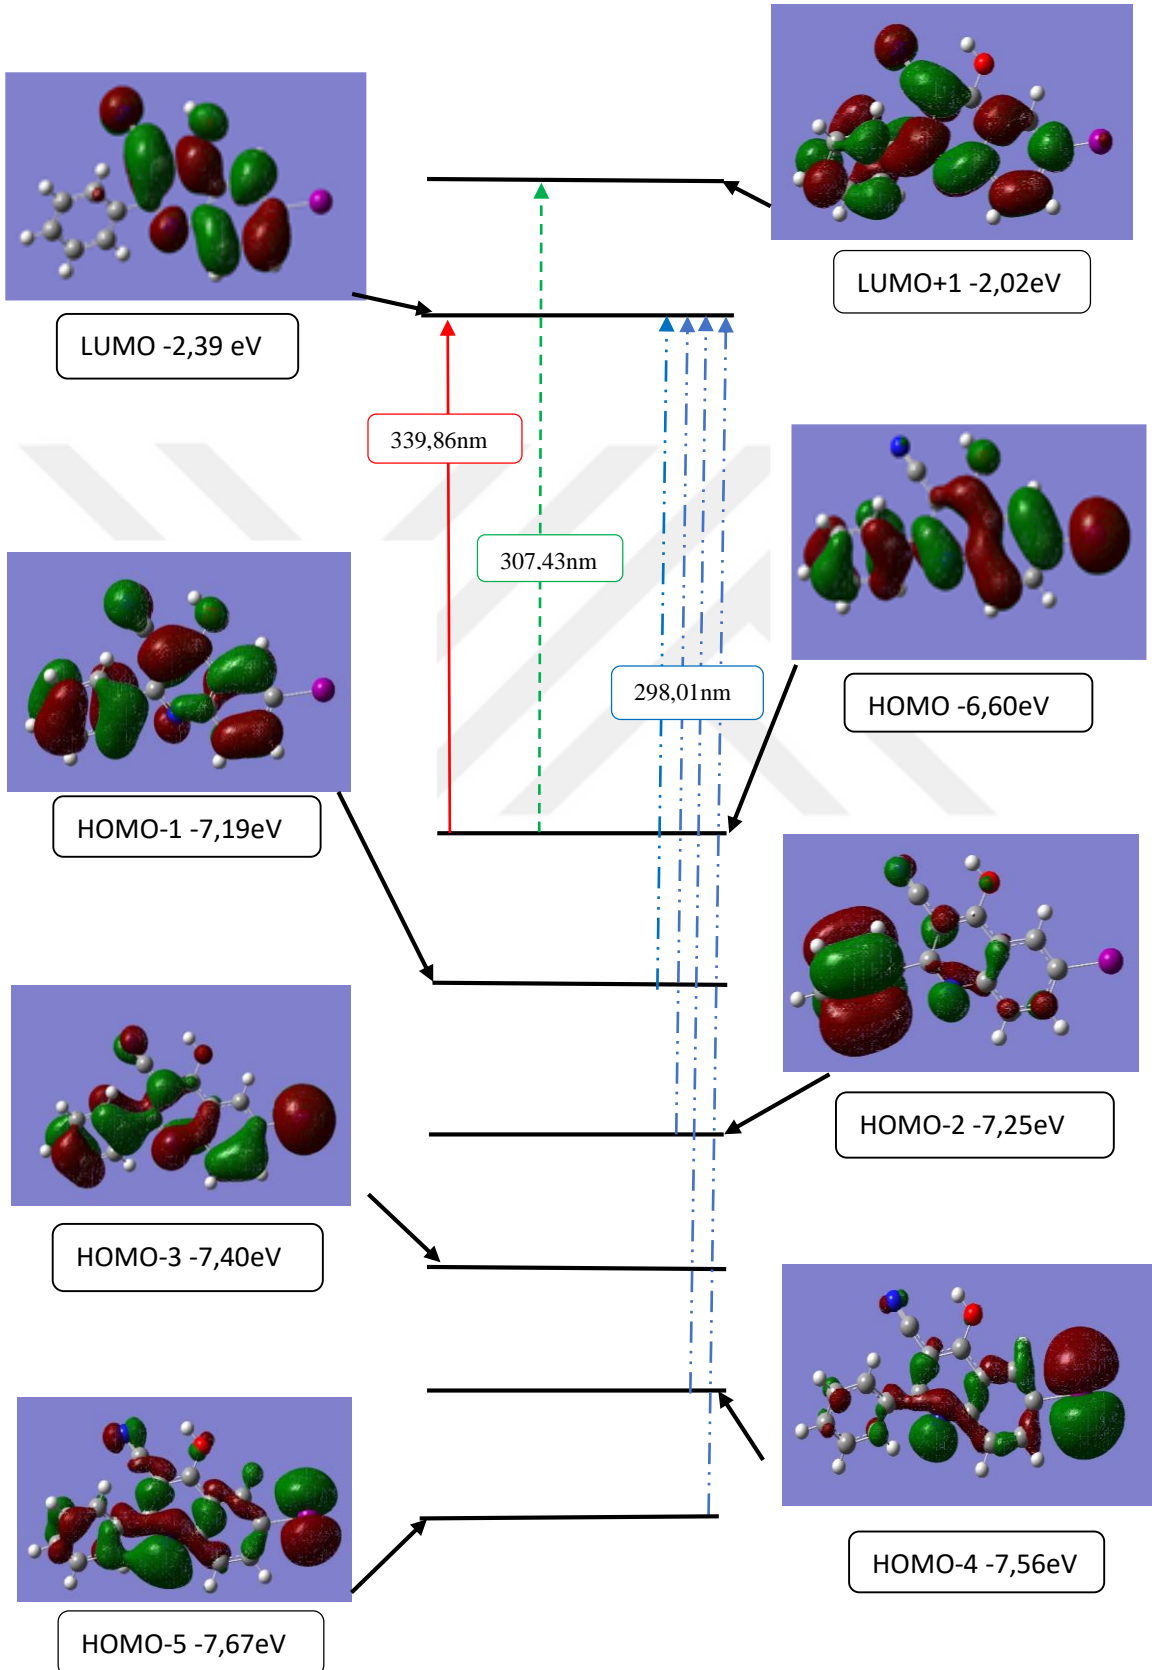 LUMO+1 -2,02eV
LUMO -2,39 eV
339,86nm
307,43nm
298,01nm
HOMO -6,60eV
HOMO-1 -7,19eV
HOMO-2 -7,25eV
HOMO-3 -7,40eV
HOMO-4 -7,56eV
HOMO-5 -7,67eV